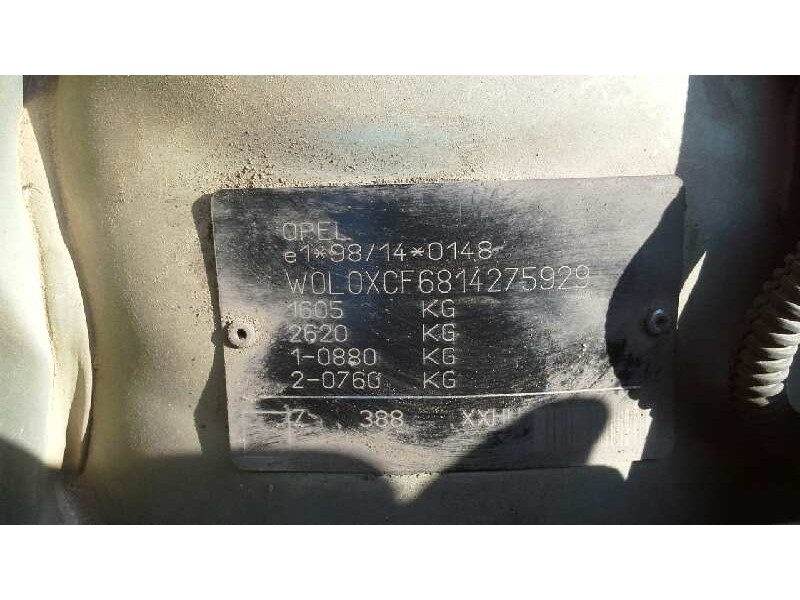 OPEL
e1*98/14*0148
W0L0XCF6814275929
1605 KG
2620 KG
1-0880 KG
2-0760 KG
Z 388